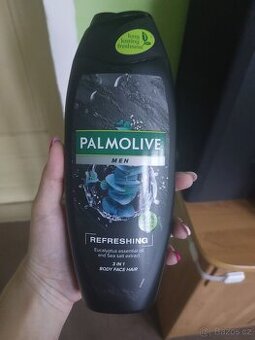 long
lasting
freshness
PALMOLIVE
MEN
REFRESHING
Eucalyptus essential oil
and Sea salt extract
3 IN 1
BODY FACE HAIR
Bazos.cz